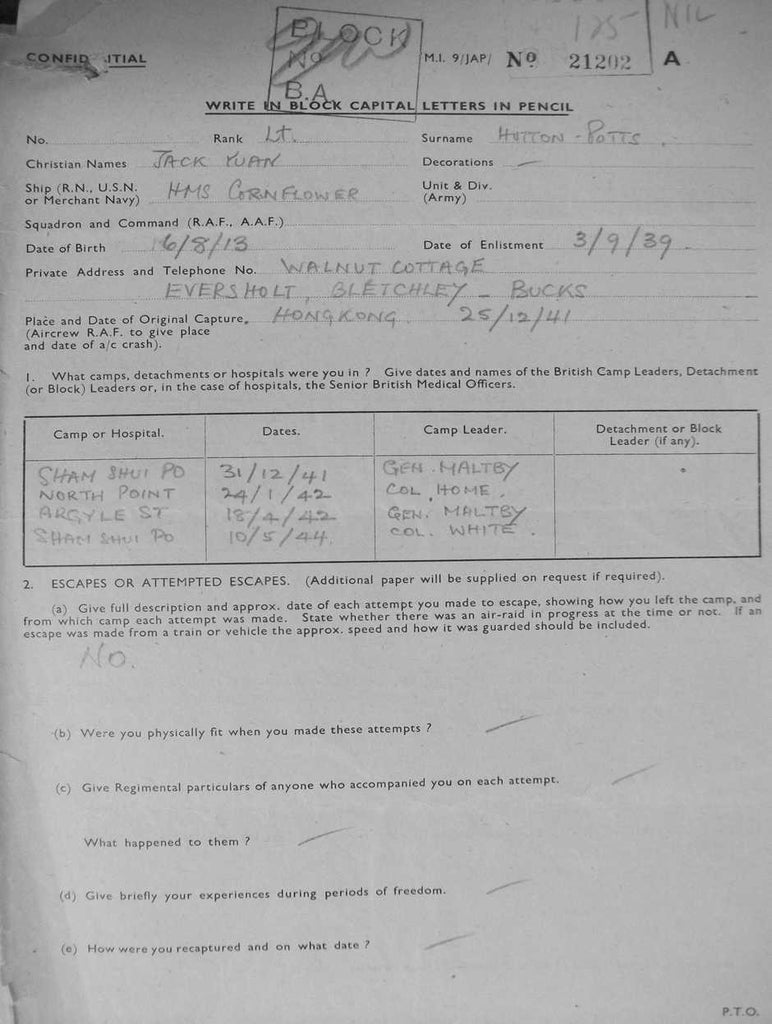 175 NIL
BLOCK
No
B.A
CONFIDENTIAL M.I. 9/JAP/ No 21202 A
WRITE IN BLOCK CAPITAL LETTERS IN PENCIL
No. Rank Lt. Surname HUTTON - POTTS
Christian Names JACK YUAN Decorations —
Ship (R.N., U.S.N. Unit & Div.
or Merchant Navy) HMS CORNFLOWER (Army)
Squadron and Command (R.A.F., A.A.F.)
Date of Birth 6/8/13 Date of Enlistment 3/9/39
Private Address and Telephone No. WALNUT COTTAGE
EVERSHOLT, BLETCHLEY - BUCKS
Place and Date of Original Capture, HONGKONG. 25/12/41
(Aircrew R.A.F. to give place
and date of a/c crash).
1. What camps, detachments or hospitals were you in ? Give dates and names of the British Camp Leaders, Detachment
(or Block) Leaders or, in the case of hospitals, the Senior British Medical Officers.
Camp or Hospital. Dates. Camp Leader. Detachment or Block
Leader (if any).
SHAM SHUI PO 31/12/41 GEN. MALTBY
NORTH POINT 24/1/42 COL. HOME.
ARGYLE ST 18/4/42 GEN. MALTBY
SHAM SHUI PO 10/5/44. COL. WHITE.
2. ESCAPES OR ATTEMPTED ESCAPES. (Additional paper will be supplied on request if required).
(a) Give full description and approx. date of each attempt you made to escape, showing how you left the camp, and
from which camp each attempt was made. State whether there was an air-raid in progress at the time or not. If an
escape was made from a train or vehicle the approx. speed and how it was guarded should be included.
NO.
(b) Were you physically fit when you made these attempts ?
(c) Give Regimental particulars of anyone who accompanied you on each attempt.
What happened to them ?
(d) Give briefly your experiences during periods of freedom.
(e) How were you recaptured and on what date ?
P.T.O.